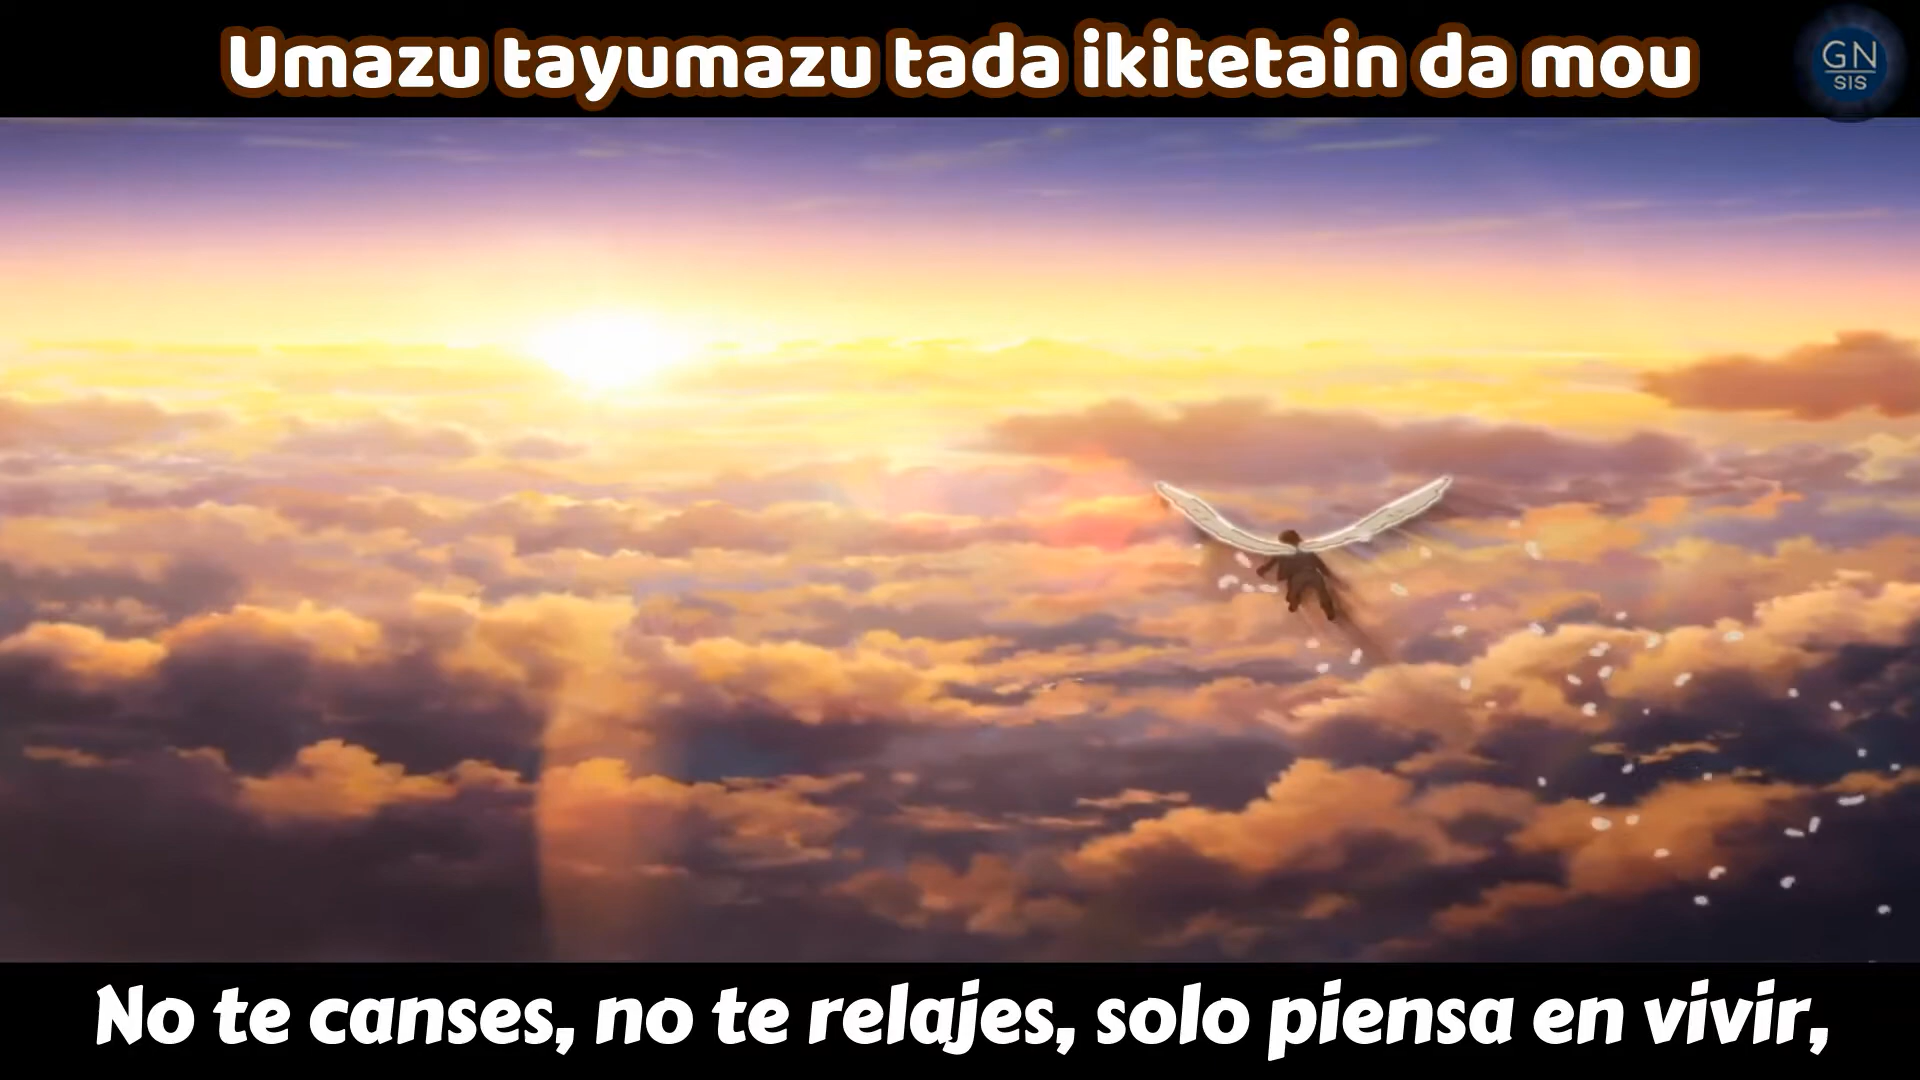 Umazu tayumazu tada ikitetain da mou
GN
SIS
No te canses, no te relajes, solo piensa en vivir,